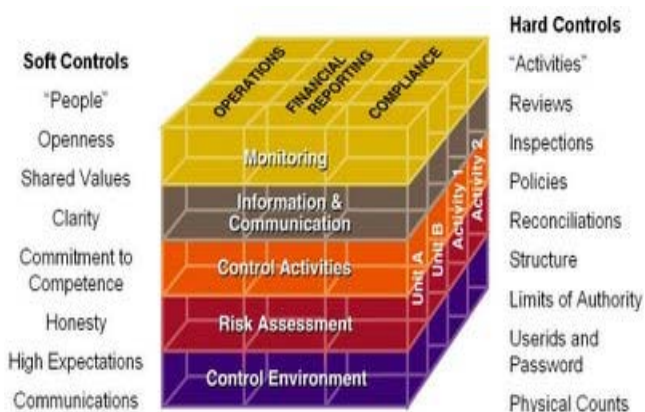 Soft Controls
"People"
Openness
Shared Values
Clarity
Commitment to
Competence
Honesty
High Expectations
Communications
OPERATIONS
FINANCIAL
REPORTING
COMPLIANCE
Monitoring
Information &
Communication
Control Activities
Risk Assessment
Control Environment
Unit A
Unit B
Activity 1
Activity 2
Hard Controls
"Activities"
Reviews
Inspections
Policies
Reconciliations
Structure
Limits of Authority
Userids and
Password
Physical Counts